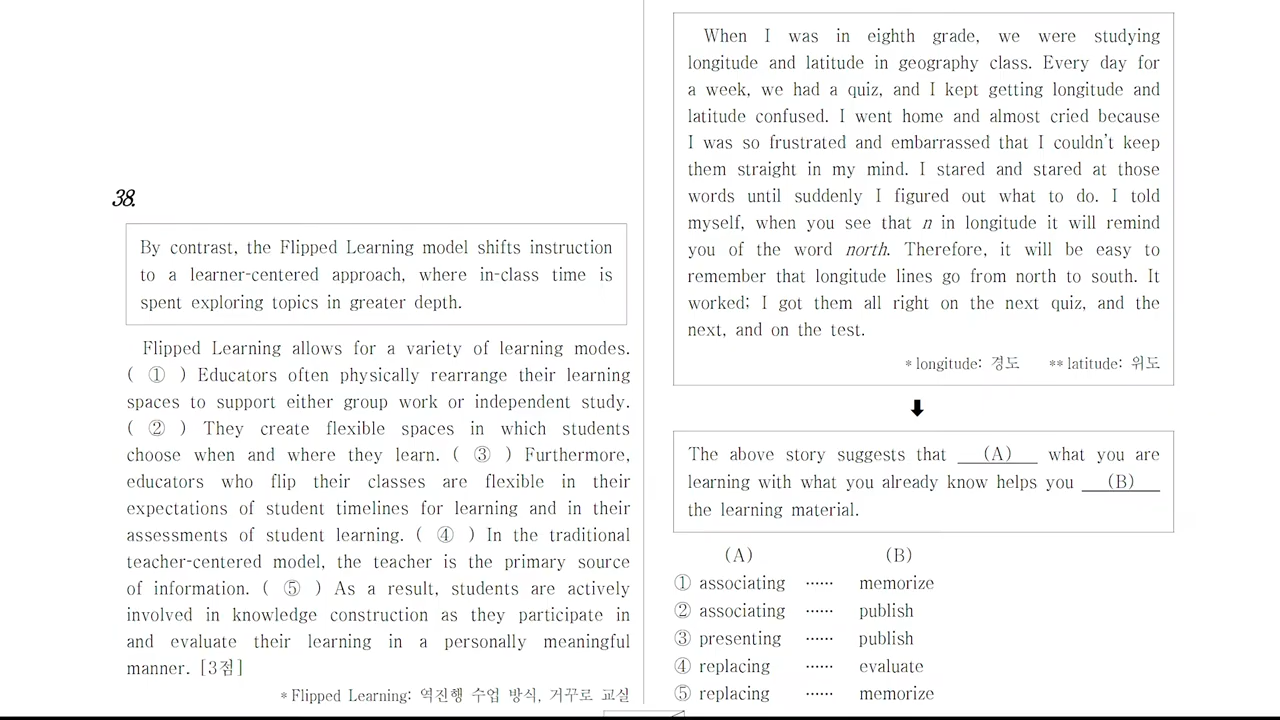 38.
By contrast, the Flipped Learning model shifts instruction
to a learner-centered approach, where in-class time is
spent exploring topics in greater depth.
Flipped Learning allows for a variety of learning modes.
( ① ) Educators often physically rearrange their learning
spaces to support either group work or independent study.
( ② ) They create flexible spaces in which students
choose when and where they learn. ( ③ ) Furthermore,
educators who flip their classes are flexible in their
expectations of student timelines for learning and in their
assessments of student learning. ( ④ ) In the traditional
teacher-centered model, the teacher is the primary source
of information. ( ⑤ ) As a result, students are actively
involved in knowledge construction as they participate in
and evaluate their learning in a personally meaningful
manner. [3점]
* Flipped Learning: 역진행 수업 방식, 거꾸로 교실
When I was in eighth grade, we were studying
longitude and latitude in geography class. Every day for
a week, we had a quiz, and I kept getting longitude and
latitude confused. I went home and almost cried because
I was so frustrated and embarrassed that I couldn't keep
them straight in my mind. I stared and stared at those
words until suddenly I figured out what to do. I told
myself, when you see that n in longitude it will remind
you of the word north. Therefore, it will be easy to
remember that longitude lines go from north to south. It
worked; I got them all right on the next quiz, and the
next, and on the test.
* longitude: 경도 ** latitude: 위도
The above story suggests that (A) what you are
learning with what you already know helps you (B)
the learning material.
(A) (B)
① associating ······ memorize
② associating ······ publish
③ presenting ······ publish
④ replacing ······ evaluate
⑤ replacing ······ memorize